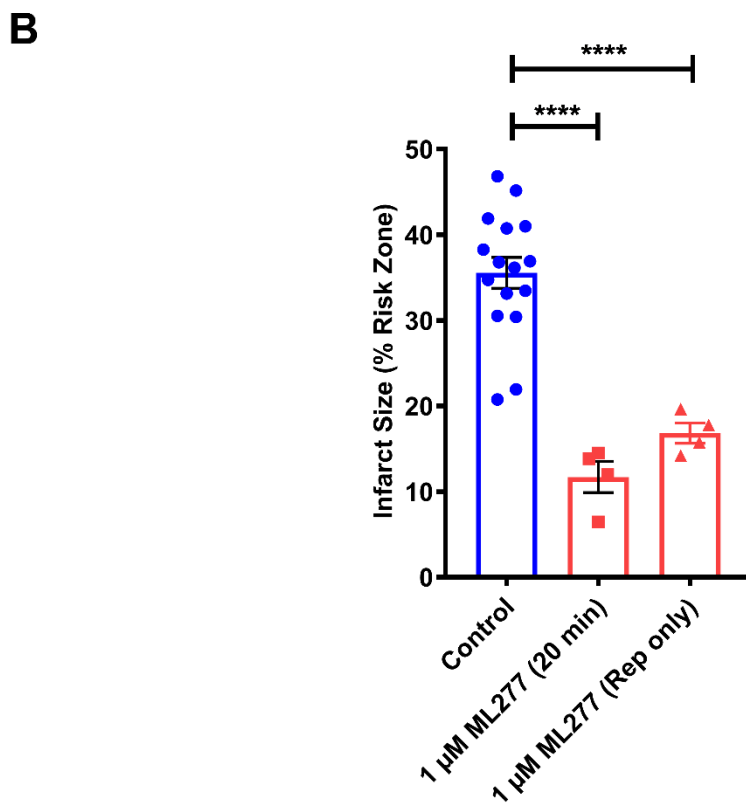 B
****
****
50
40
30
20
10
0
Infarct Size (% Risk Zone)
Control
1 µM ML277 (20 min)
1 µM ML277 (Rep only)